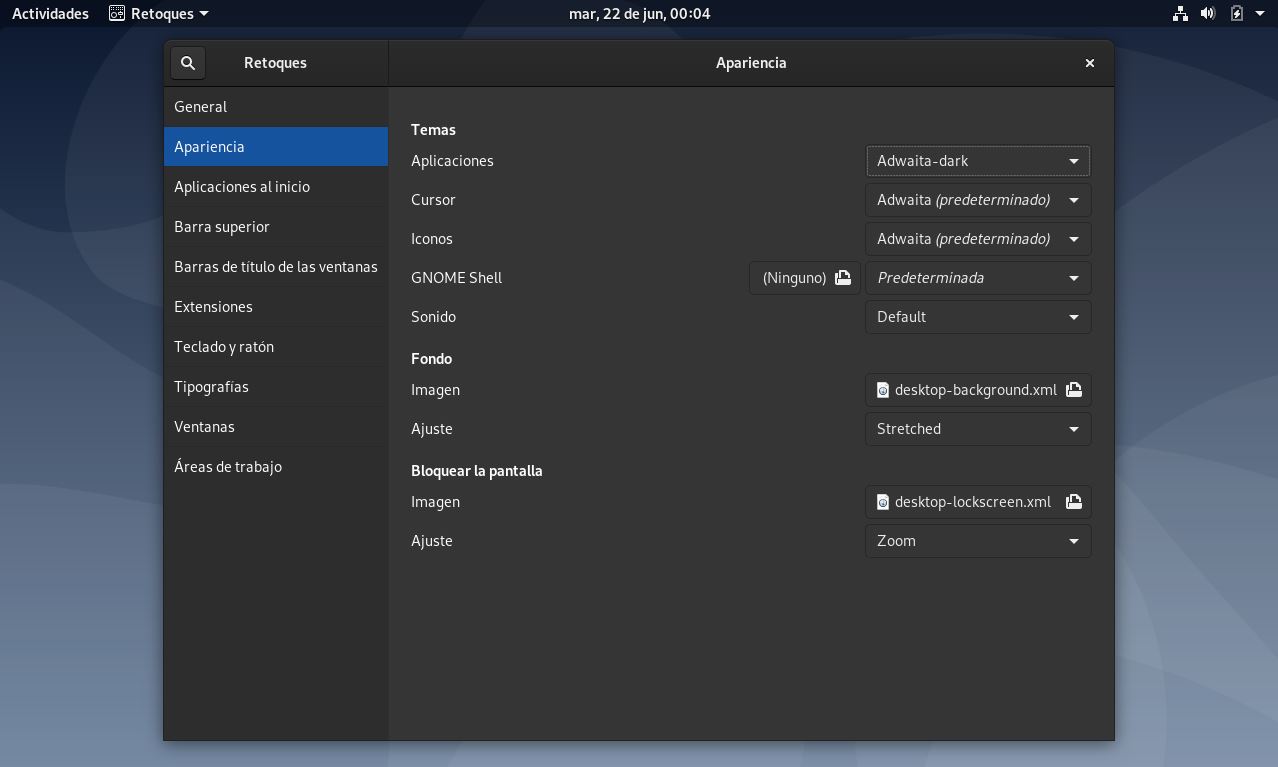 Actividades Retoques mar, 22 de jun, 00:04
Retoques Apariencia
General
Apariencia
Aplicaciones al inicio
Barra superior
Barras de título de las ventanas
Extensiones
Teclado y ratón
Tipografías
Ventanas
Áreas de trabajo
Temas
Aplicaciones Adwaita-dark
Cursor Adwaita (predeterminado)
Iconos Adwaita (predeterminado)
GNOME Shell (Ninguno) Predeterminada
Sonido Default
Fondo
Imagen desktop-background.xml
Ajuste Stretched
Bloquear la pantalla
Imagen desktop-lockscreen.xml
Ajuste Zoom